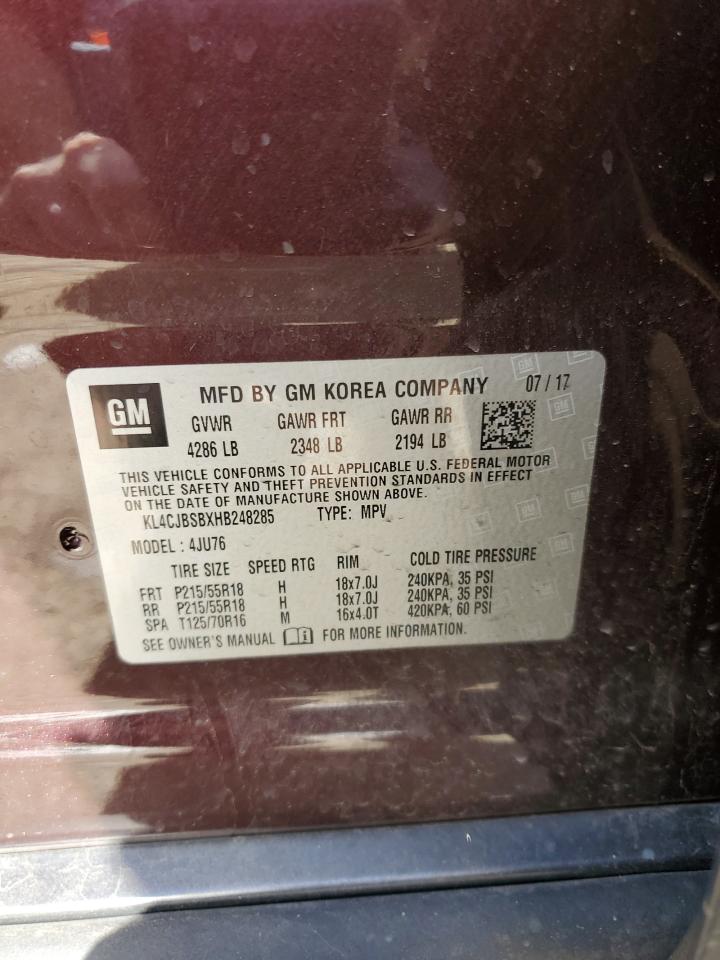 GM MFD BY GM KOREA COMPANY 07 / 17
GVWR GAWR FRT GAWR RR
4286 LB 2348 LB 2194 LB
THIS VEHICLE CONFORMS TO ALL APPLICABLE U.S. FEDERAL MOTOR
VEHICLE SAFETY AND THEFT PREVENTION STANDARDS IN EFFECT
ON THE DATE OF MANUFACTURE SHOWN ABOVE.
KL4CJBSBXHB248285 TYPE: MPV
MODEL : 4JU76
TIRE SIZE SPEED RTG RIM COLD TIRE PRESSURE
FRT P215/55R18 H 18x7.0J 240KPA, 35 PSI
RR P215/55R18 H 18x7.0J 240KPA, 35 PSI
SPA T125/70R16 M 16x4.0T 420KPA, 60 PSI
SEE OWNER'S MANUAL FOR MORE INFORMATION.